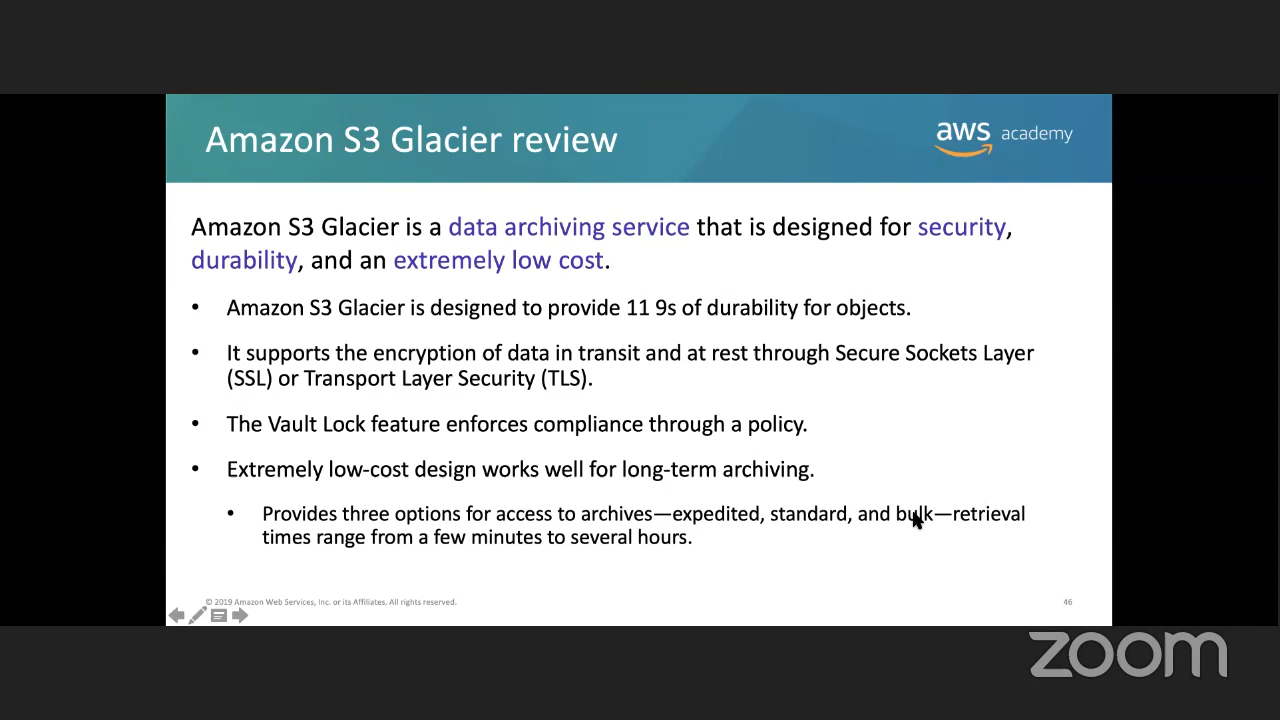 Amazon S3 Glacier review
aws academy
Amazon S3 Glacier is a data archiving service that is designed for security,
durability, and an extremely low cost.
• Amazon S3 Glacier is designed to provide 11 9s of durability for objects.
• It supports the encryption of data in transit and at rest through Secure Sockets Layer
(SSL) or Transport Layer Security (TLS).
• The Vault Lock feature enforces compliance through a policy.
• Extremely low-cost design works well for long-term archiving.
• Provides three options for access to archives—expedited, standard, and bulk—retrieval
times range from a few minutes to several hours.
© 2019 Amazon Web Services, Inc. or its Affiliates. All rights reserved.
46
zoom